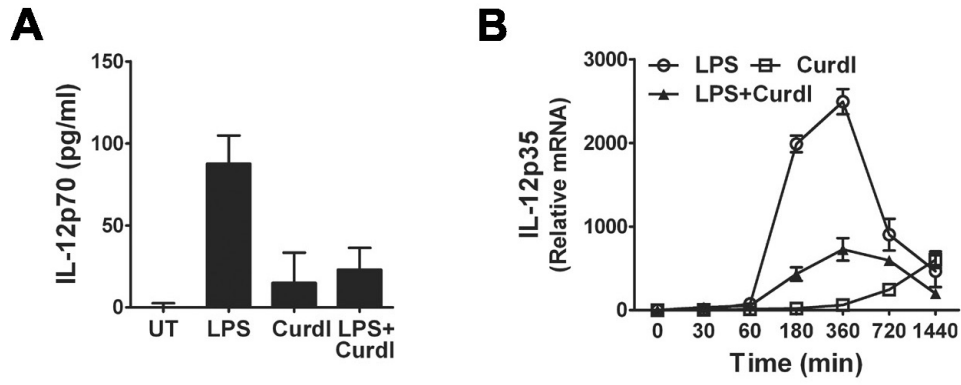 A
IL-12p70 (pg/ml)
150
100
50
0
UT
LPS
Curdl
LPS+
Curdl
B
IL-12p35
(Relative mRNA)
3000
2000
1000
0
LPS
Curdl
LPS+Curdl
0
30
60
180
360
720
1440
Time (min)